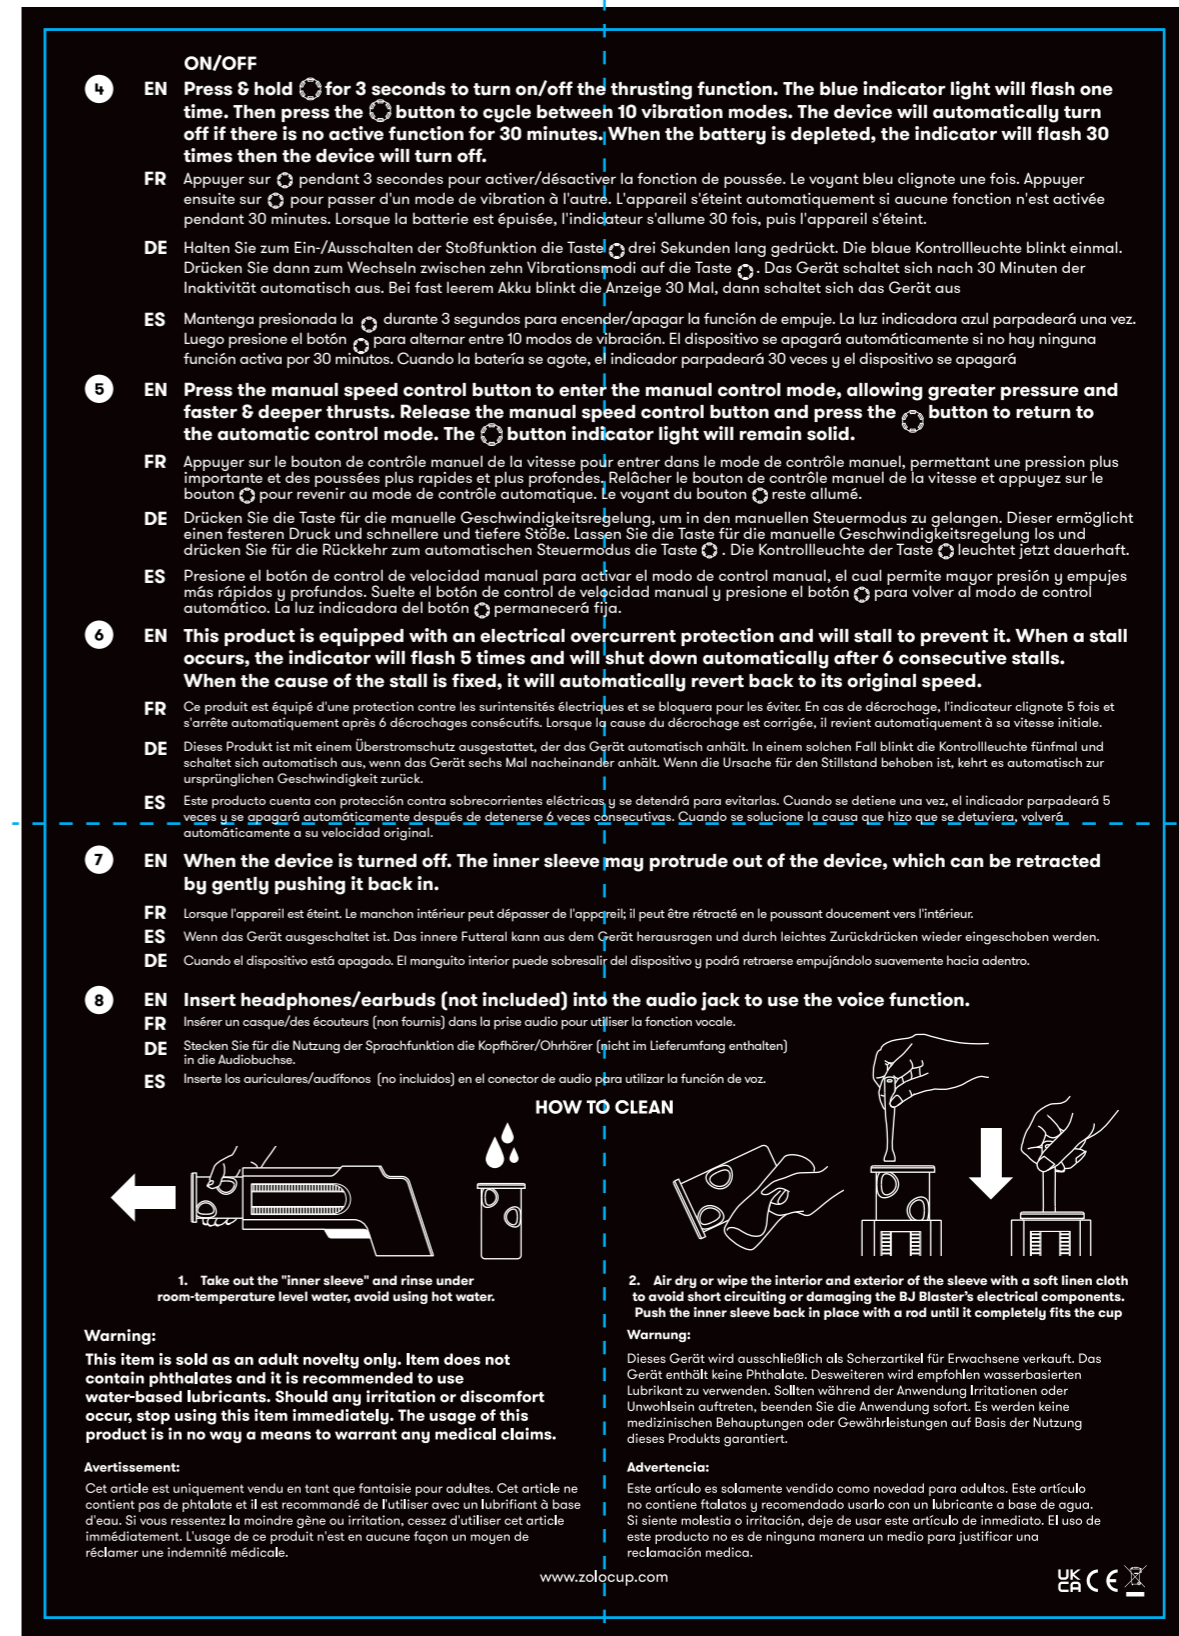 ON/OFF
4 EN Press & hold for 3 seconds to turn on/off the thrusting function. The blue indicator light will flash one
time. Then press the button to cycle between 10 vibration modes. The device will automatically turn
off if there is no active function for 30 minutes. When the battery is depleted, the indicator will flash 30
times then the device will turn off.
FR Appuyer sur pendant 3 secondes pour activer/désactiver la fonction de poussée. Le voyant bleu clignote une fois. Appuyer
ensuite sur pour passer d'un mode de vibration à l'autre. L'appareil s'éteint automatiquement si aucune fonction n'est activée
pendant 30 minutes. Lorsque la batterie est épuisée, l'indicateur s'allume 30 fois, puis l'appareil s'éteint.
DE Halten Sie zum Ein-/Ausschalten der Stoßfunktion die Taste drei Sekunden lang gedrückt. Die blaue Kontrollleuchte blinkt einmal.
Drücken Sie dann zum Wechseln zwischen zehn Vibrationsmodi auf die Taste . Das Gerät schaltet sich nach 30 Minuten der
Inaktivität automatisch aus. Bei fast leerem Akku blinkt die Anzeige 30 Mal, dann schaltet sich das Gerät aus
ES Mantenga presionada la durante 3 segundos para encender/apagar la función de empuje. La luz indicadora azul parpadeará una vez.
Luego presione el botón para alternar entre 10 modos de vibración. El dispositivo se apagará automáticamente si no hay ninguna
función activa por 30 minutos. Cuando la batería se agote, el indicador parpadeará 30 veces y el dispositivo se apagará
5 EN Press the manual speed control button to enter the manual control mode, allowing greater pressure and
faster & deeper thrusts. Release the manual speed control button and press the button to return to
the automatic control mode. The button indicator light will remain solid.
FR Appuyer sur le bouton de contrôle manuel de la vitesse pour entrer dans le mode de contrôle manuel, permettant une pression plus
importante et des poussées plus rapides et plus profondes. Relâcher le bouton de contrôle manuel de la vitesse et appuyez sur le
bouton pour revenir au mode de contrôle automatique. Le voyant du bouton reste allumé.
DE Drücken Sie die Taste für die manuelle Geschwindigkeitsregelung, um in den manuellen Steuermodus zu gelangen. Dieser ermöglicht
einen festeren Druck und schnellere und tiefere Stöße. Lassen Sie die Taste für die manuelle Geschwindigkeitsregelung los und
drücken Sie für die Rückkehr zum automatischen Steuermodus die Taste . Die Kontrollleuchte der Taste leuchtet jetzt dauerhaft.
ES Presione el botón de control de velocidad manual para activar el modo de control manual, el cual permite mayor presión y empujes
más rápidos y profundos. Suelte el botón de control de velocidad manual y presione el botón para volver al modo de control
automático. La luz indicadora del botón permanecerá fija.
6 EN This product is equipped with an electrical overcurrent protection and will stall to prevent it. When a stall
occurs, the indicator will flash 5 times and will shut down automatically after 6 consecutive stalls.
When the cause of the stall is fixed, it will automatically revert back to its original speed.
FR Ce produit est équipé d'une protection contre les surintensités électriques et se bloquera pour les éviter. En cas de décrochage, l'indicateur clignote 5 fois et
s'arrête automatiquement après 6 décrochages consécutifs. Lorsque la cause du décrochage est corrigée, il revient automatiquement à sa vitesse initiale.
DE Dieses Produkt ist mit einem Überstromschutz ausgestattet, der das Gerät automatisch anhält. In einem solchen Fall blinkt die Kontrollleuchte fünfmal und
schaltet sich automatisch aus, wenn das Gerät sechs Mal nacheinander anhält. Wenn die Ursache für den Stillstand behoben ist, kehrt es automatisch zur
ursprünglichen Geschwindigkeit zurück.
ES Este producto cuenta con protección contra sobrecorrientes eléctricas y se detendrá para evitarlas. Cuando se detiene una vez, el indicador parpadeará 5
veces y se apagará automáticamente después de detenerse 6 veces consecutivas. Cuando se solucione la causa que hizo que se detuviera, volverá
automáticamente a su velocidad original.
7 EN When the device is turned off. The inner sleeve may protrude out of the device, which can be retracted
by gently pushing it back in.
FR Lorsque l'appareil est éteint. Le manchon intérieur peut dépasser de l'appareil; il peut être rétracté en le poussant doucement vers l'intérieur.
ES Wenn das Gerät ausgeschaltet ist. Das innere Futteral kann aus dem Gerät herausragen und durch leichtes Zurückdrücken wieder eingeschoben werden.
DE Cuando el dispositivo está apagado. El manguito interior puede sobresalir del dispositivo y podrá retraerse empujándolo suavemente hacia adentro.
8 EN Insert headphones/earbuds (not included) into the audio jack to use the voice function.
FR Insérer un casque/des écouteurs (non fournis) dans la prise audio pour utiliser la fonction vocale.
DE Stecken Sie für die Nutzung der Sprachfunktion die Kopfhörer/Ohrhörer (nicht im Lieferumfang enthalten)
in die Audiobuchse.
ES Inserte los auriculares/audífonos (no incluidos) en el conector de audio para utilizar la función de voz.
HOW TO CLEAN
1. Take out the "inner sleeve" and rinse under
room-temperature level water, avoid using hot water.
2. Air dry or wipe the interior and exterior of the sleeve with a soft linen cloth
to avoid short circuiting or damaging the BJ Blaster's electrical components.
Push the inner sleeve back in place with a rod until it completely fits the cup
Warning:
This item is sold as an adult novelty only. Item does not
contain phthalates and it is recommended to use
water-based lubricants. Should any irritation or discomfort
occur, stop using this item immediately. The usage of this
product is in no way a means to warrant any medical claims.
Warnung:
Dieses Gerät wird ausschließlich als Scherzartikel für Erwachsene verkauft. Das
Gerät enthält keine Phthalate. Desweiteren wird empfohlen wasserbasierten
Lubrikant zu verwenden. Sollten während der Anwendung Irritationen oder
Unwohlsein auftreten, beenden Sie die Anwendung sofort. Es werden keine
medizinischen Behauptungen oder Gewährleistungen auf Basis der Nutzung
dieses Produkts garantiert.
Avertissement:
Cet article est uniquement vendu en tant que fantaisie pour adultes. Cet article ne
contient pas de phtalate et il est recommandé de l'utiliser avec un lubrifiant à base
d'eau. Si vous ressentez la moindre gène ou irritation, cessez d'utiliser cet article
immédiatement. L'usage de ce produit n'est en aucune façon un moyen de
réclamer une indemnité médicale.
Advertencia:
Este artículo es solamente vendido como novedad para adultos. Este artículo
no contiene ftalatos y recomendado usarlo con un lubricante a base de agua.
Si siente molestia o irritación, deje de usar este artículo de inmediato. El uso de
este producto no es de ninguna manera un medio para justificar una
reclamación medica.
www.zolocup.com
UK
CA CE